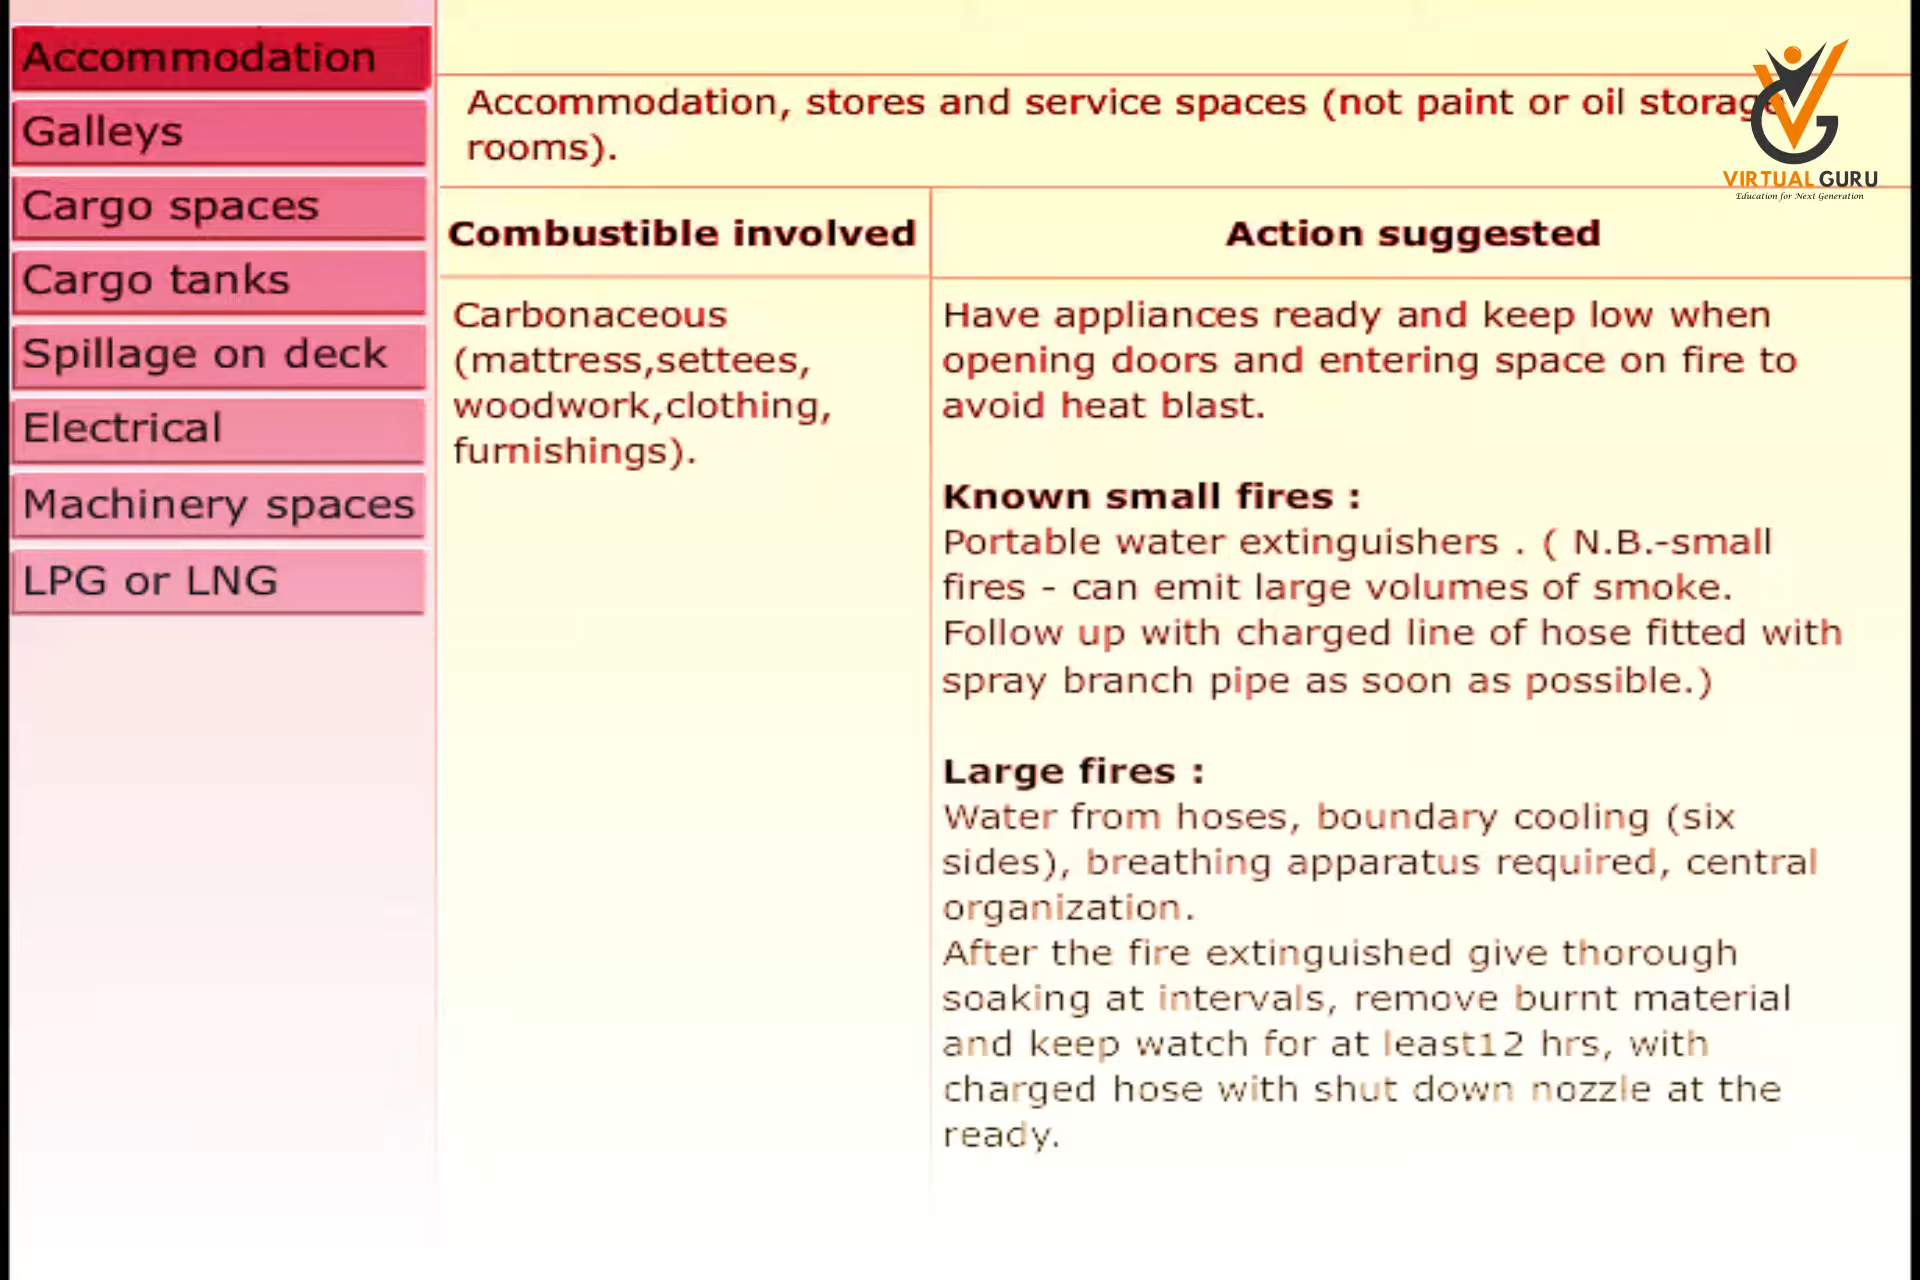 Accommodation
Galleys
Cargo spaces
Cargo tanks
Spillage on deck
Electrical
Machinery spaces
LPG or LNG
Accommodation, stores and service spaces (not paint or oil storage
rooms).
VIRTUAL GURU
Education for Next Generation
Combustible involved
Action suggested
Carbonaceous
(mattress,settees,
woodwork,clothing,
furnishings).
Have appliances ready and keep low when
opening doors and entering space on fire to
avoid heat blast.
Known small fires :
Portable water extinguishers . ( N.B.-small
fires - can emit large volumes of smoke.
Follow up with charged line of hose fitted with
spray branch pipe as soon as possible.)
Large fires :
Water from hoses, boundary cooling (six
sides), breathing apparatus required, central
organization.
After the fire extinguished give thorough
soaking at intervals, remove burnt material
and keep watch for at least12 hrs, with
charged hose with shut down nozzle at the
ready.